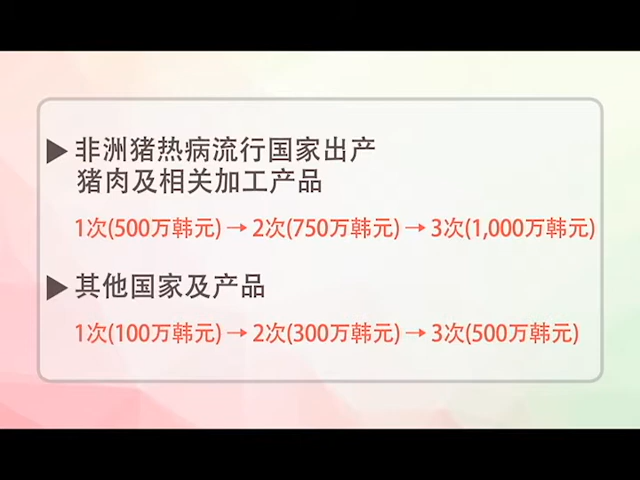 ▶ 非洲猪热病流行国家出产
猪肉及相关加工产品
1次(500万韩元) → 2次(750万韩元) → 3次(1,000万韩元)
▶ 其他国家及产品
1次(100万韩元) → 2次(300万韩元) → 3次(500万韩元)